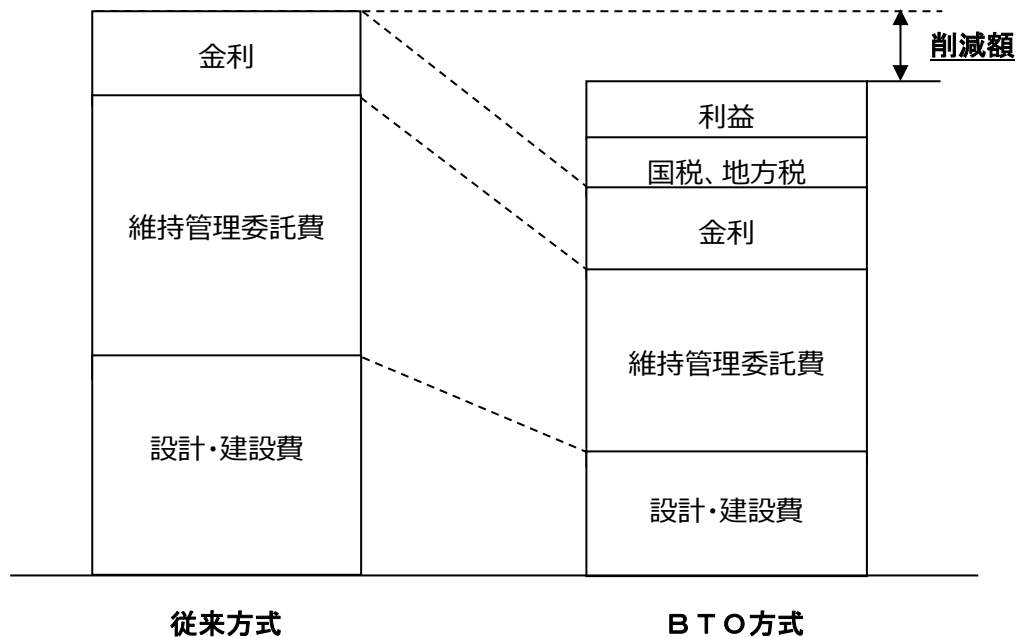 金利
維持管理委託費
設計・建設費
従来方式
削減額
利益
国税、地方税
金利
維持管理委託費
設計・建設費
ＢＴＯ方式